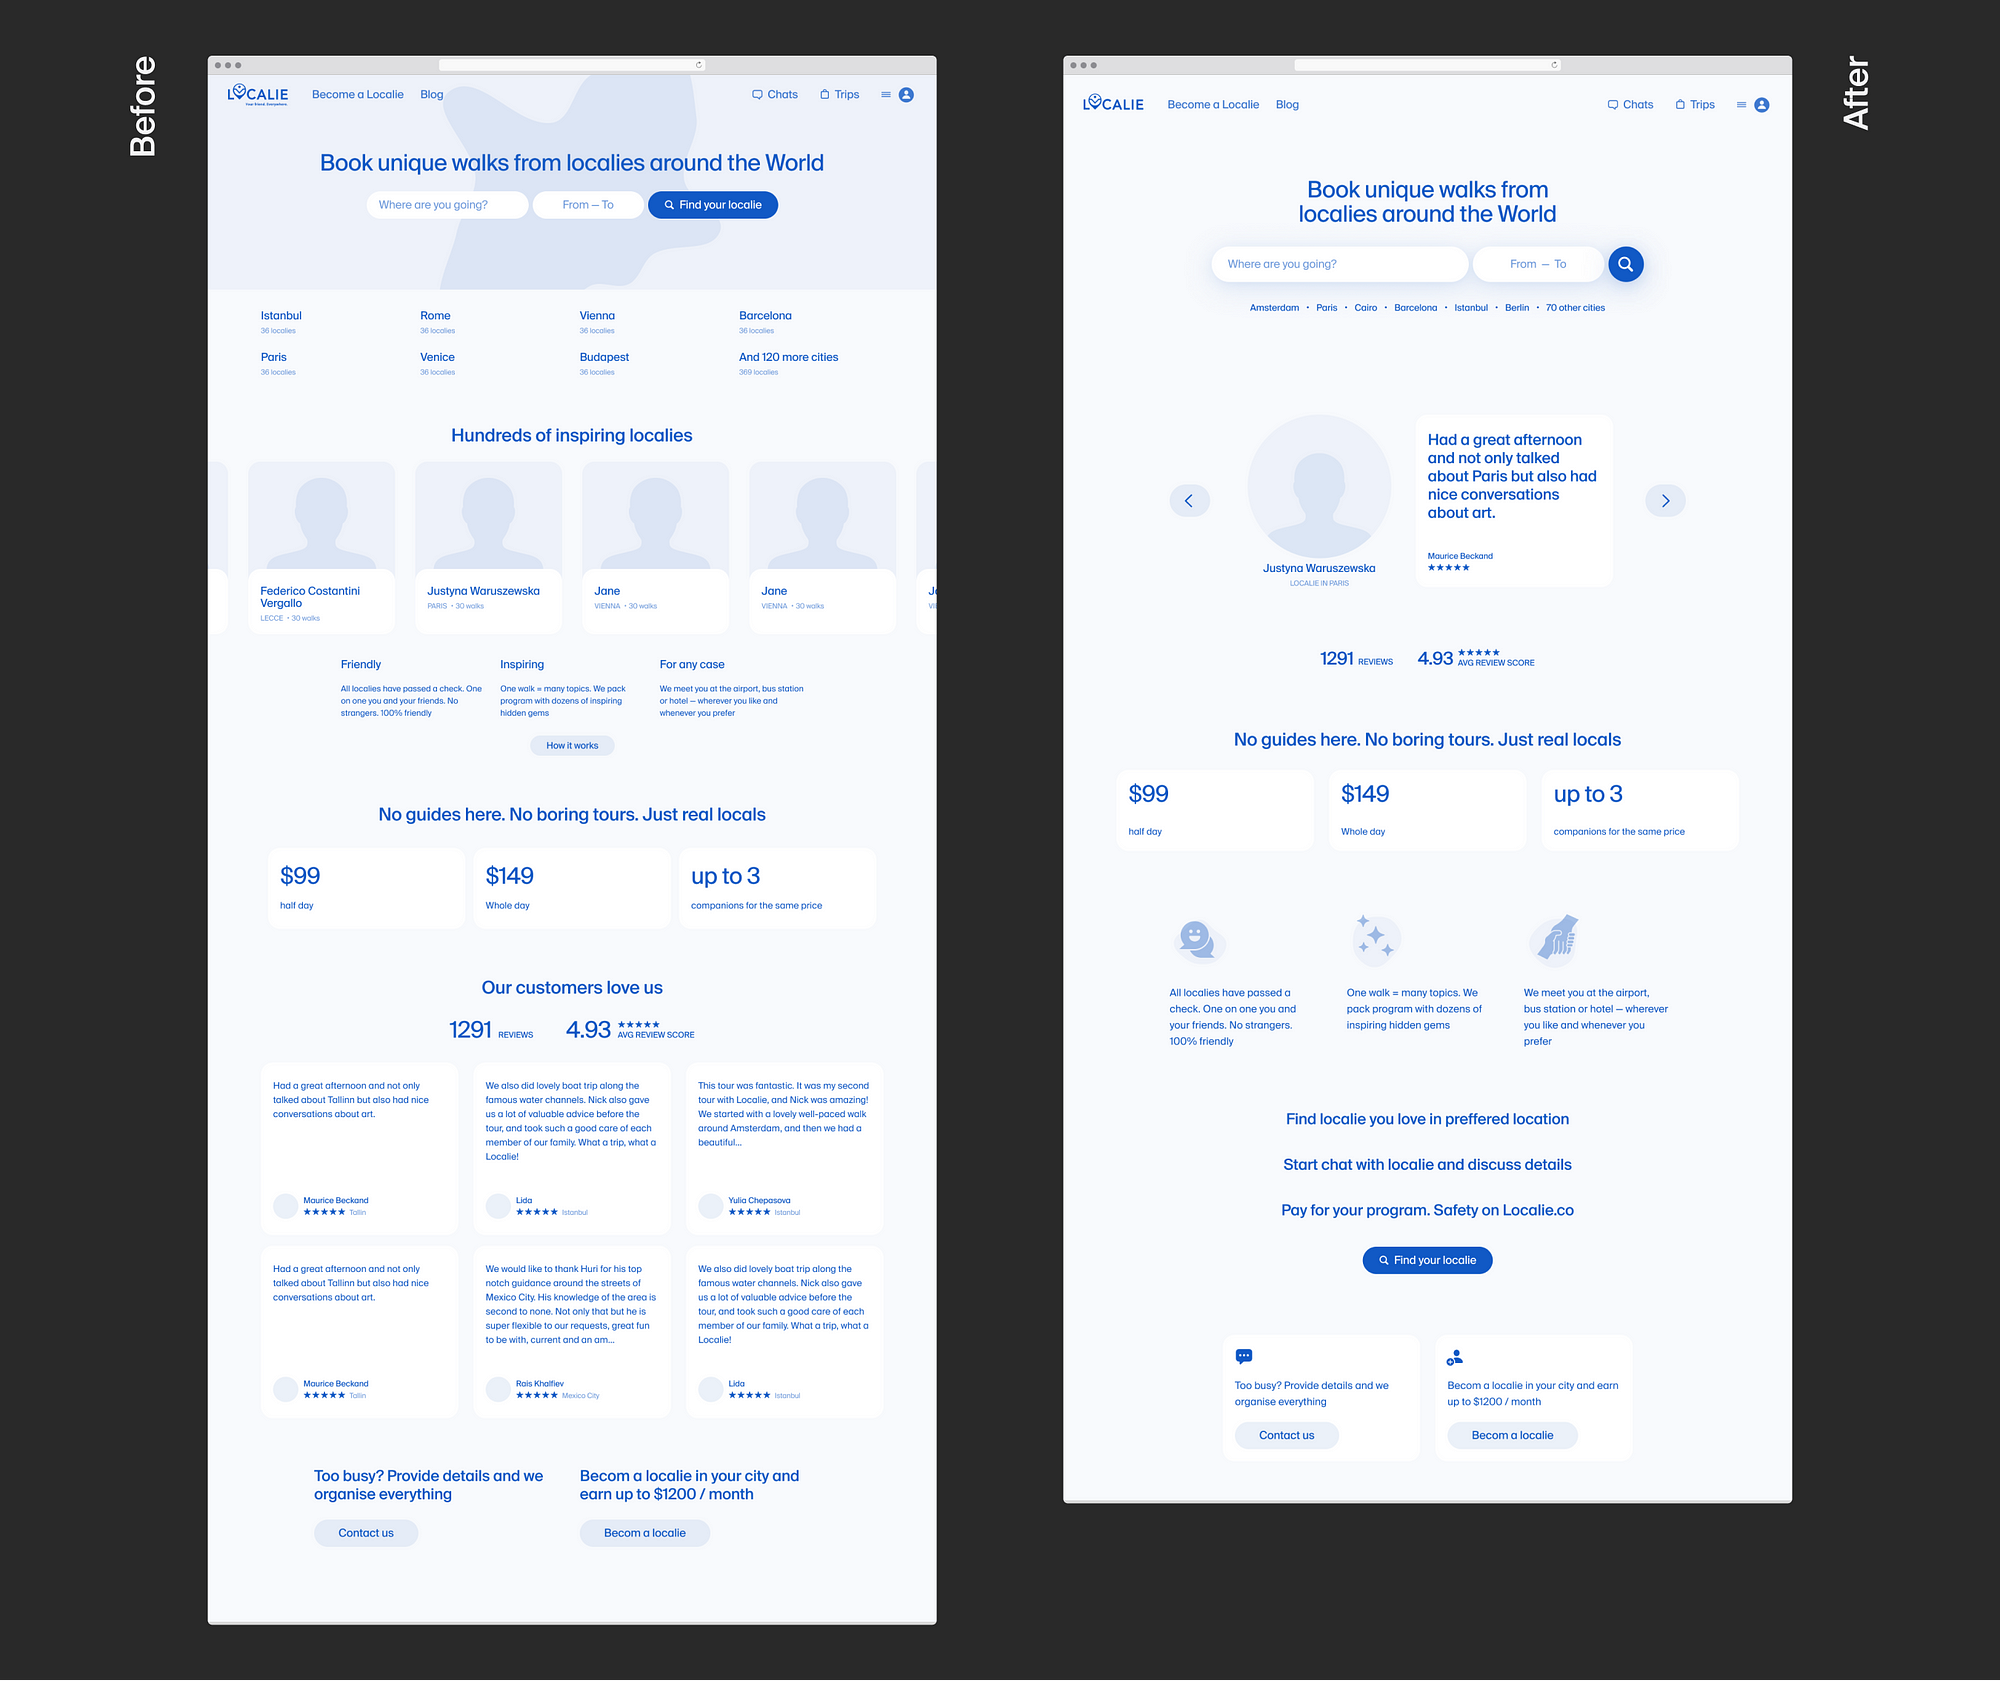 Before
LOCALIE
Your friend. Everywhere.
Become a Localie
Blog
Chats
Trips
Book unique walks from localies around the World
Where are you going?
From — To
Find your localie
Istanbul
36 localies
Rome
36 localies
Vienna
36 localies
Barcelona
36 localies
Paris
36 localies
Venice
36 localies
Budapest
36 localies
And 120 more cities
369 localies
Hundreds of inspiring localies
Federico Costantini
Vergallo
LECCE • 30 walks
Justyna Waruszewska
PARIS • 30 walks
Jane
VIENNA • 30 walks
Jane
VIENNA • 30 walks
Friendly
All localies have passed a check. One
on one you and your friends. No
strangers. 100% friendly
Inspiring
One walk = many topics. We pack
program with dozens of inspiring
hidden gems
For any case
We meet you at the airport, bus station
or hotel — wherever you like and
whenever you prefer
How it works
No guides here. No boring tours. Just real locals
$99
half day
$149
Whole day
up to 3
companions for the same price
Our customers love us
1291 REVIEWS
4.93 ★★★★★
AVG REVIEW SCORE
Had a great afternoon and not only
talked about Tallinn but also had nice
conversations about art.
Maurice Beckand
★★★★★ Tallin
We also did lovely boat trip along the
famous water channels. Nick also gave
us a lot of valuable advice before the
tour, and took such a good care of each
member of our family. What a trip, what a
Localie!
Lida
★★★★★ Istanbul
This tour was fantastic. It was my second
tour with Localie, and Nick was amazing!
We started with a lovely well-paced walk
around Amsterdam, and then we had a
beautiful...
Yulia Chepasova
★★★★★ Istanbul
Had a great afternoon and not only
talked about Tallinn but also had nice
conversations about art.
Maurice Beckand
★★★★★ Tallin
We would like to thank Huri for his top
notch guidance around the streets of
Mexico City. His knowledge of the area is
second to none. Not only that but he is
super flexible to our requests, great fun
to be with, current and an am...
Rais Khalfiev
★★★★★ Mexico City
We also did lovely boat trip along the
famous water channels. Nick also gave
us a lot of valuable advice before the
tour, and took such a good care of each
member of our family. What a trip, what a
Localie!
Lida
★★★★★ Istanbul
Too busy? Provide details and we
organise everything
Contact us
Becom a localie in your city and
earn up to $1200 / month
Becom a localie
After
LOCALIE
Become a Localie
Blog
Chats
Trips
Book unique walks from
localies around the World
Where are you going?
From — To
Amsterdam • Paris • Cairo • Barcelona • Istanbul • Berlin • 70 other cities
Justyna Waruszewska
LOCALIE IN PARIS
Had a great afternoon
and not only talked
about Paris but also had
nice conversations
about art.
Maurice Beckand
★★★★★
1291 REVIEWS
4.93 ★★★★★
AVG REVIEW SCORE
No guides here. No boring tours. Just real locals
$99
half day
$149
Whole day
up to 3
companions for the same price
All localies have passed a
check. One on one you and
your friends. No strangers.
100% friendly
One walk = many topics. We
pack program with dozens of
inspiring hidden gems
We meet you at the airport,
bus station or hotel — wherever
you like and whenever you
prefer
Find localie you love in preffered location
Start chat with localie and discuss details
Pay for your program. Safety on Localie.co
Find your localie
Too busy? Provide details and we
organise everything
Contact us
Becom a localie in your city and earn
up to $1200 / month
Becom a localie